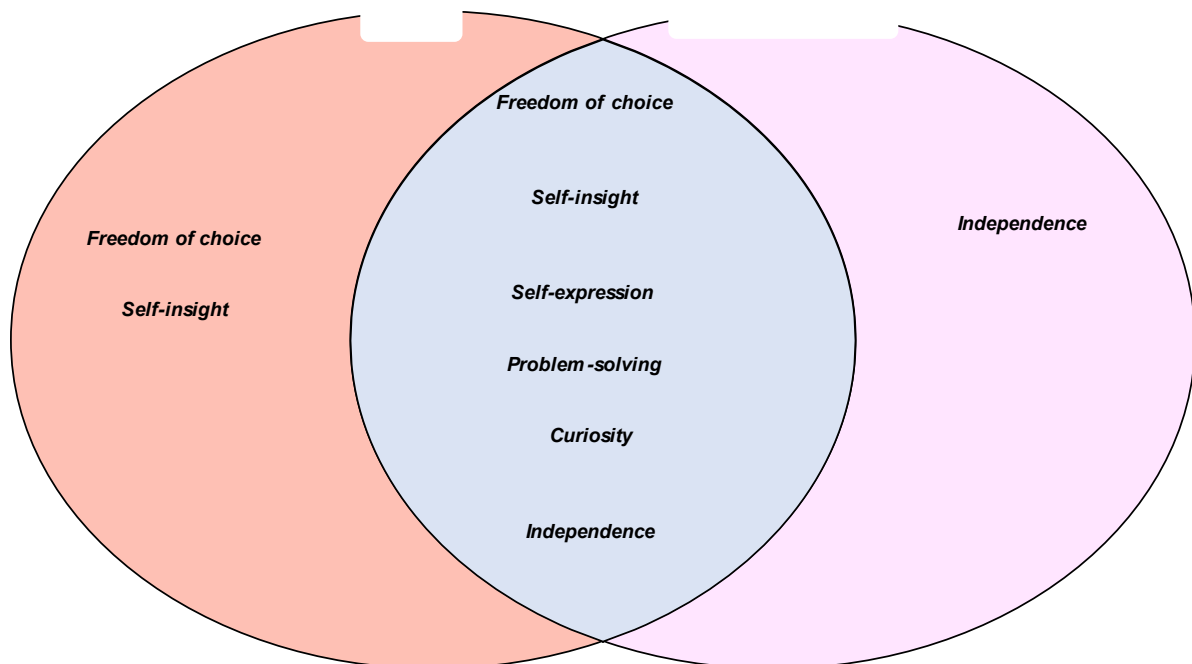 Freedom of choice
Self-insight
Freedom of choice
Self-insight
Self-expression
Problem-solving
Curiosity
Independence
Independence